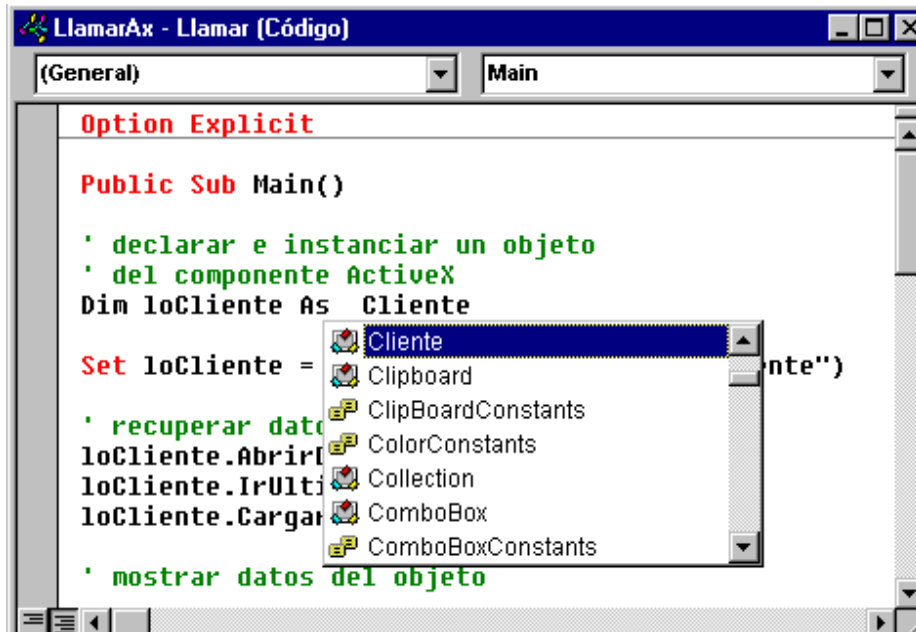 LlamarAx - Llamar (Código)
(General)
Main
Option Explicit
Public Sub Main()
' declarar e instanciar un objeto
' del componente ActiveX
Dim loCliente As  Cliente
Cliente
Set loCliente = nte")
Clipboard
ClipBoardConstants
' recuperar dat
ColorConstants
loCliente.Abrir
Collection
loCliente.IrUlti
ComboBox
loCliente.Cargar
ComboBoxConstants
' mostrar datos del objeto